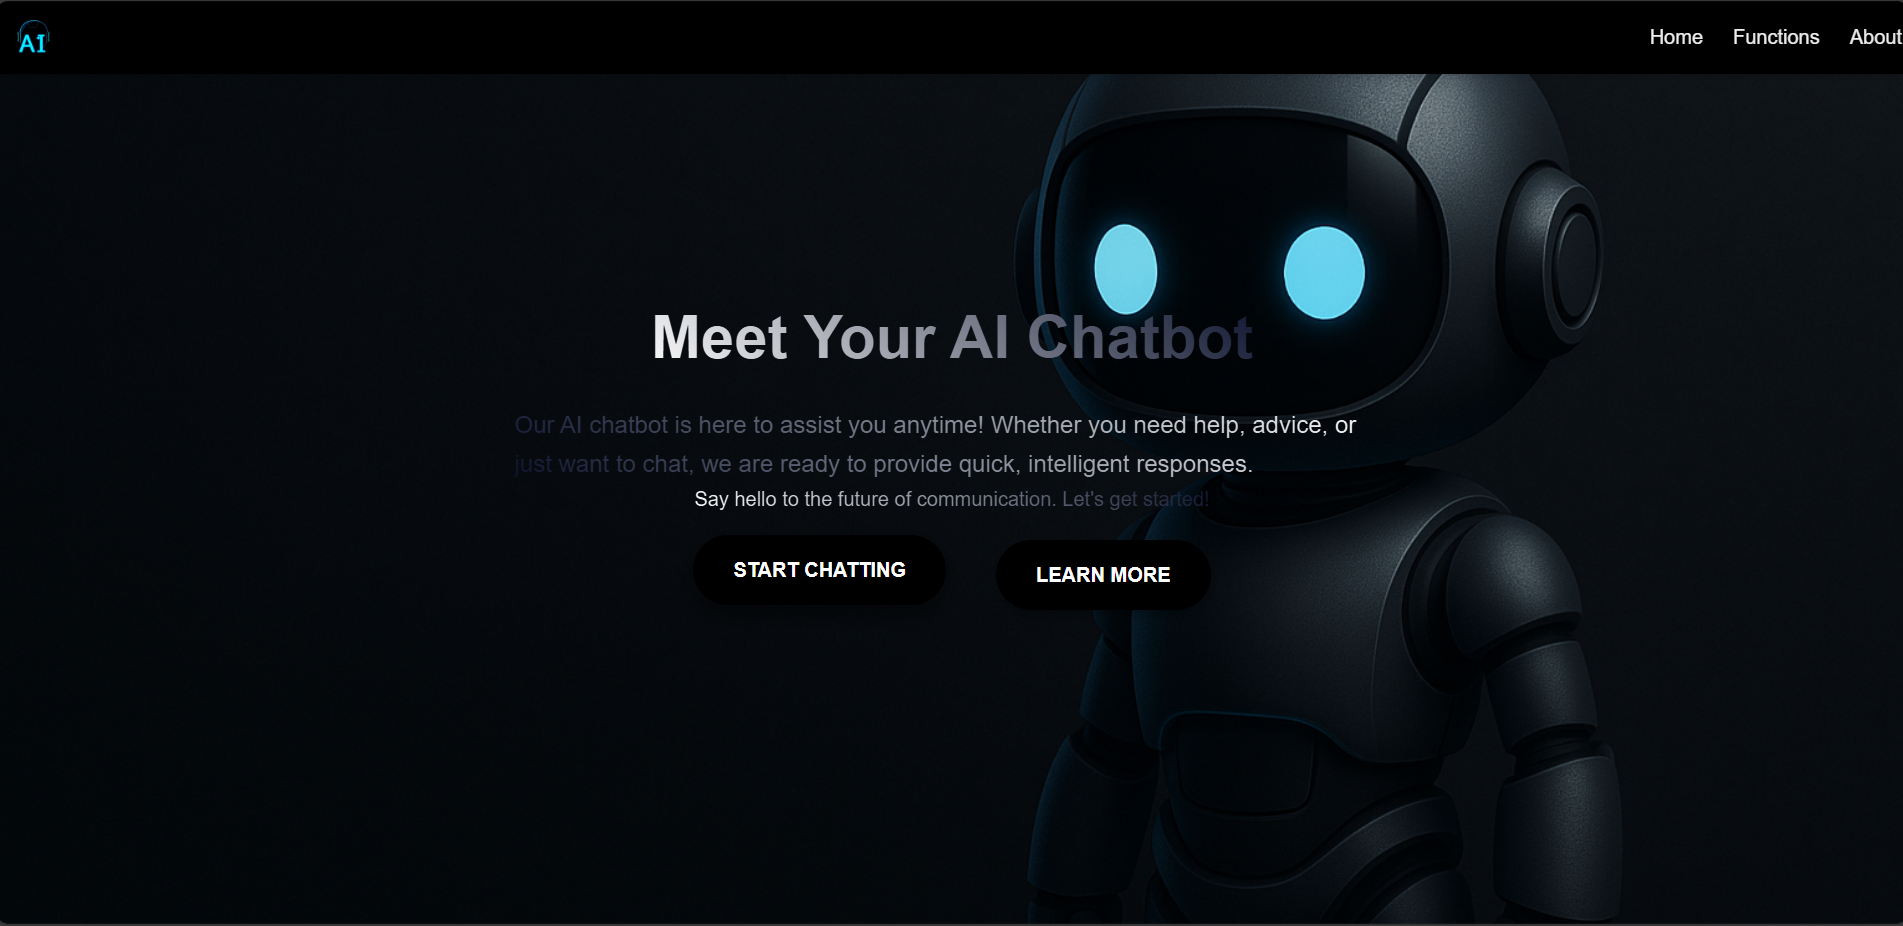 AI
Home Functions About
Meet Your AI Chatbot
Our AI chatbot is here to assist you anytime! Whether you need help, advice, or
just want to chat, we are ready to provide quick, intelligent responses.
Say hello to the future of communication. Let's get started!
START CHATTING
LEARN MORE